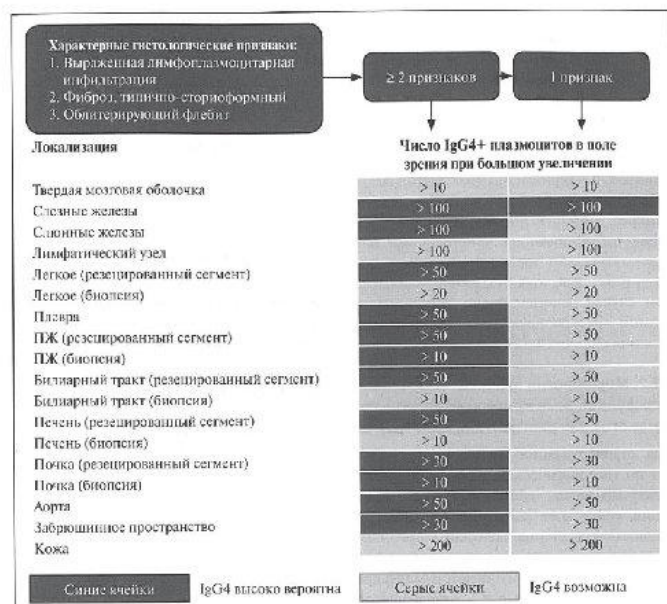 Характерные гистологические признаки:
1. Выраженная лимфоплазмоцитарная
инфильтрация
2. Фиброз, типично–сториоформный
3. Облитерирующий флебит
≥ 2 признаков
1 признак
Локализация
Число IgG4+ плазмоцитов в поле
зрения при большом увеличении
Твердая мозговая оболочка > 10 > 10
Слезные железы > 100 > 100
Слюнные железы > 100 > 100
Лимфатический узел > 100 > 100
Легкое (резецированный сегмент) > 50 > 50
Легкое (биопсия) > 20 > 20
Плевра > 50 > 50
ПЖ (резецированный сегмент) > 50 > 50
ПЖ (биопсия) > 10 > 10
Билиарный тракт (резецированный сегмент) > 50 > 50
Билиарный тракт (биопсия) > 10 > 10
Печень (резецированный сегмент) > 50 > 50
Печень (биопсия) > 10 > 10
Почка (резецированный сегмент) > 30 > 30
Почка (биопсия) > 10 > 10
Аорта > 50 > 50
Забрюшинное пространство > 30 > 30
Кожа > 200 > 200
Синие ячейки IgG4 высоко вероятна Серые ячейки IgG4 возможна